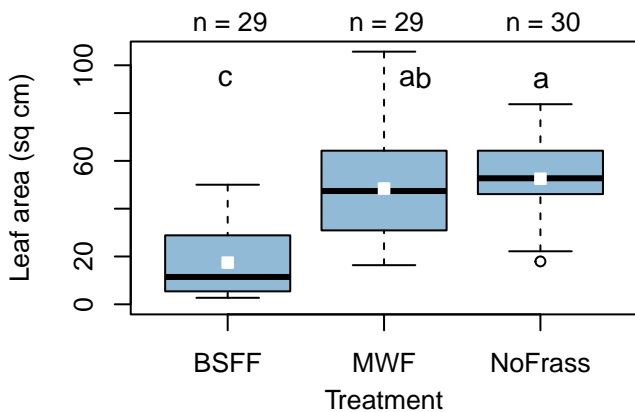 n = 29 n = 29 n = 30
c ab a
Leaf area (sq cm)
100
60
20
0
BSFF MWF NoFrass
Treatment